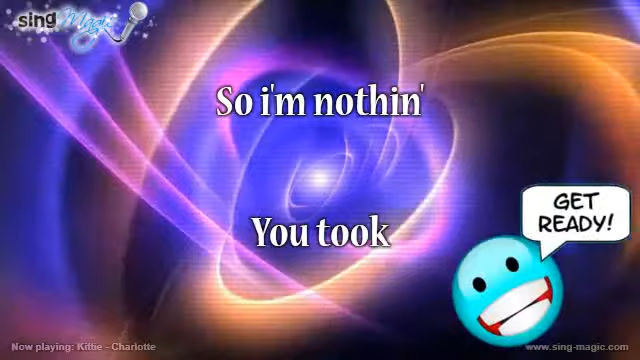 sing
Magic
So i'm nothin'
You took
GET
READY!
Now playing: Kittie - Charlotte
www.sing-magic.com